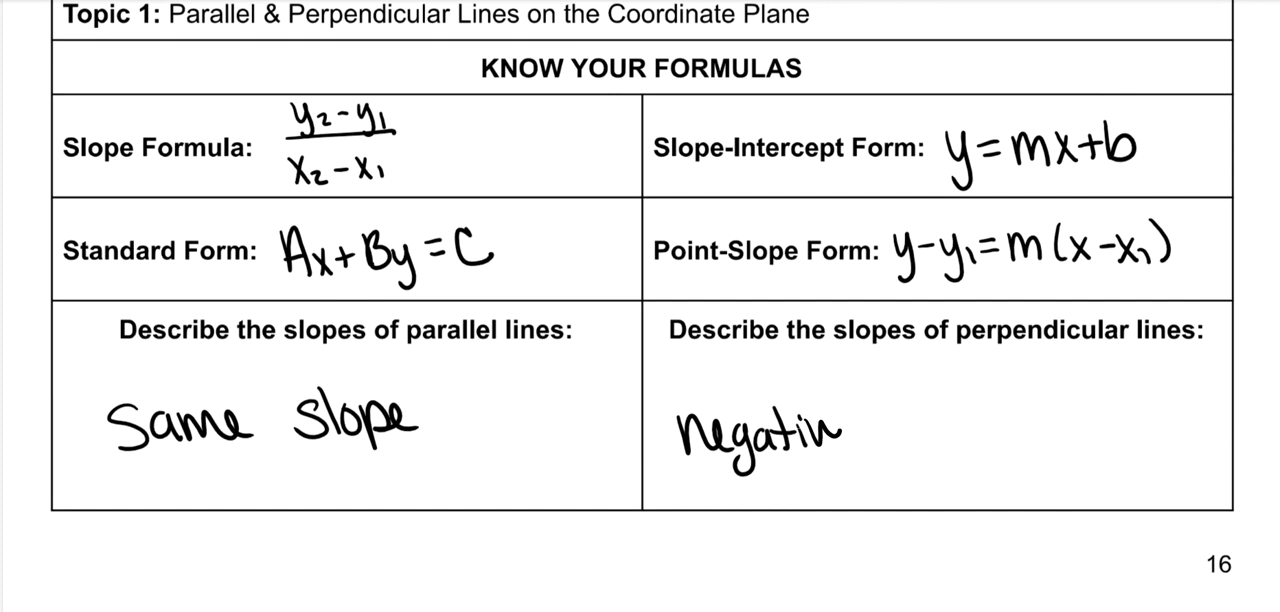 Topic 1: Parallel & Perpendicular Lines on the Coordinate Plane
KNOW YOUR FORMULAS
Slope Formula: y₂-y₁ / x₂-x₁
Slope-Intercept Form: y=mx+b
Standard Form: Ax+By=C
Point-Slope Form: y-y₁=m(x-x₁)
Describe the slopes of parallel lines:
Same slope
Describe the slopes of perpendicular lines:
negativ
16